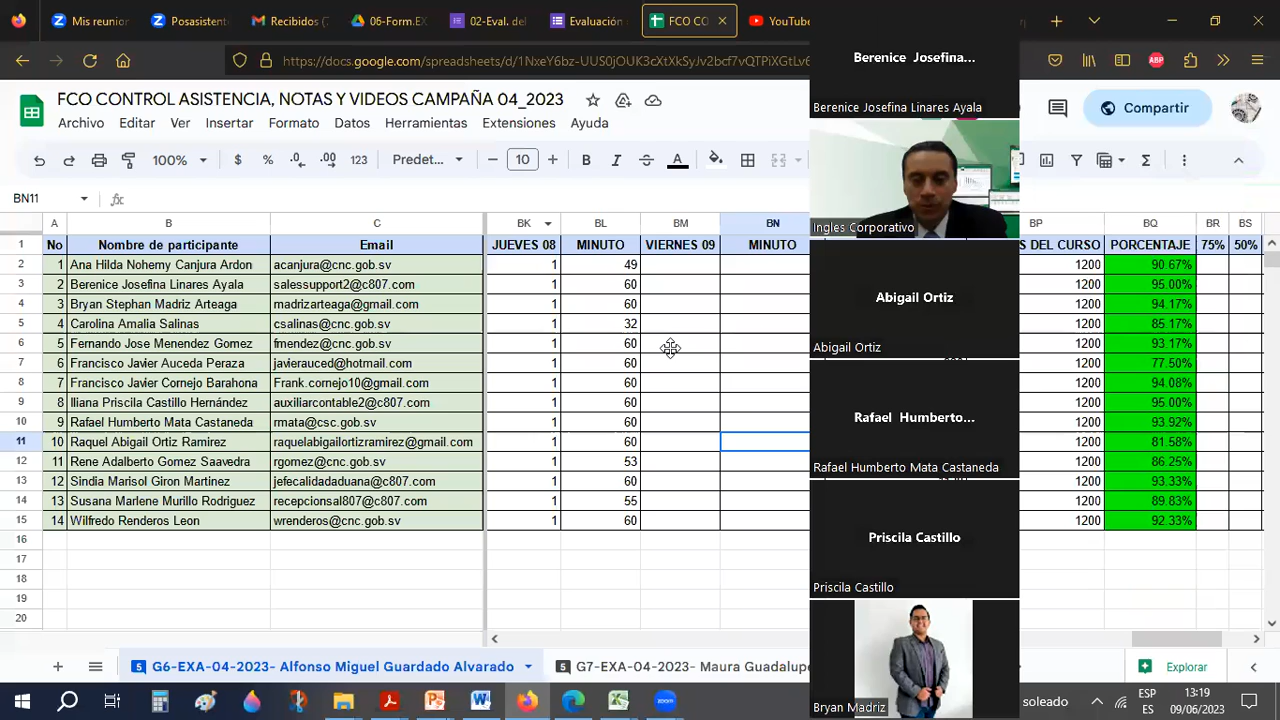 Mis reunio
Posasistente
Recibidos (
06-Form.EX
02-Eval. del
Evaluación
FCO CO
YouTube
https://docs.google.com/spreadsheets/d/
FCO CONTROL ASISTENCIA, NOTAS Y VIDEOS CAMPAÑA 04_2023
Compartir
Archivo Editar Ver Insertar Formato Datos Herramientas Extensiones Ayuda
100% $ % .0 .00 123 Predet... 10 B I A
BN11 fx
A B C BK BL BM BN BP BQ BR BS
1 No Nombre de participante Email JUEVES 08 MINUTO VIERNES 09 MINUTO S DEL CURSO PORCENTAJE 75% 50%
2 1 Ana Hilda Nohemy Canjura Ardon acanjura@cnc.gob.sv 1 49 1200 90.67%
3 2 Berenice Josefina Linares Ayala salessupport2@c807.com 1 60 1200 95.00%
4 3 Bryan Stephan Madriz Arteaga madrizarteaga@gmail.com 1 60 1200 94.17%
5 4 Carolina Amalia Salinas csalinas@cnc.gob.sv 1 32 1200 85.17%
6 5 Fernando Jose Menendez Gomez fmendez@cnc.gob.sv 1 60 1200 93.17%
7 6 Francisco Javier Auceda Peraza javierauced@hotmail.com 1 60 1200 77.50%
8 7 Francisco Javier Cornejo Barahona Frank.cornejo10@gmail.com 1 60 1200 94.08%
9 8 Iliana Priscila Castillo Hernández auxiliarcontable2@c807.com 1 60 1200 95.00%
10 9 Rafael Humberto Mata Castaneda rmata@csc.gob.sv 1 60 1200 93.92%
11 10 Raquel Abigail Ortiz Ramirez raquelabigailortizramirez@gmail.com 1 60 1200 81.58%
12 11 Rene Adalberto Gomez Saavedra rgomez@cnc.gob.sv 1 53 1200 86.25%
13 12 Sindia Marisol Giron Martinez jefecalidadaduana@c807.com 1 60 1200 93.33%
14 13 Susana Marlene Murillo Rodriguez recepcionsal807@c807.com 1 55 1200 89.83%
15 14 Wilfredo Renderos Leon wrenderos@cnc.gob.sv 1 60 1200 92.33%
16
17
18
19
20
Berenice Josefina...
Berenice Josefina Linares Ayala
Ingles Corporativo
Abigail Ortiz
Abigail Ortiz
Rafael Humberto...
Rafael Humberto Mata Castaneda
Priscila Castillo
Priscila Castillo
Bryan Madriz
5 G6-EXA-04-2023- Alfonso Miguel Guardado Alvarado
5 G7-EXA-04-2023- Maura Guadalupe
Explorar
soleado
ESP
ES
13:19
09/06/2023